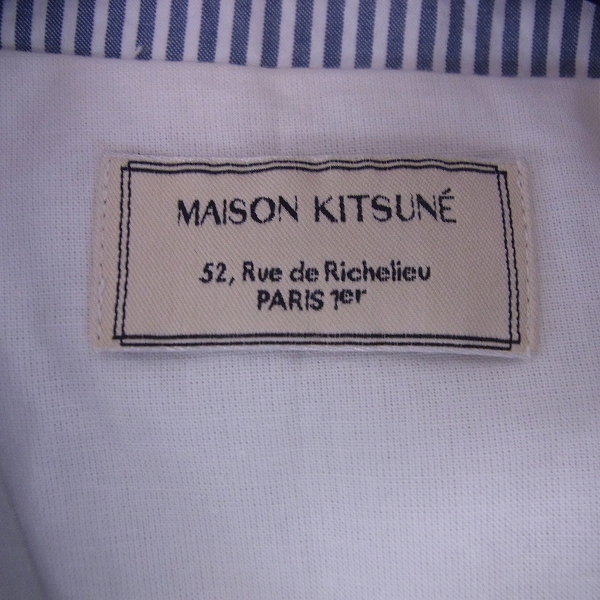 MAISON KITSUNÉ
52, Rue de Richelieu
PARIS 1er